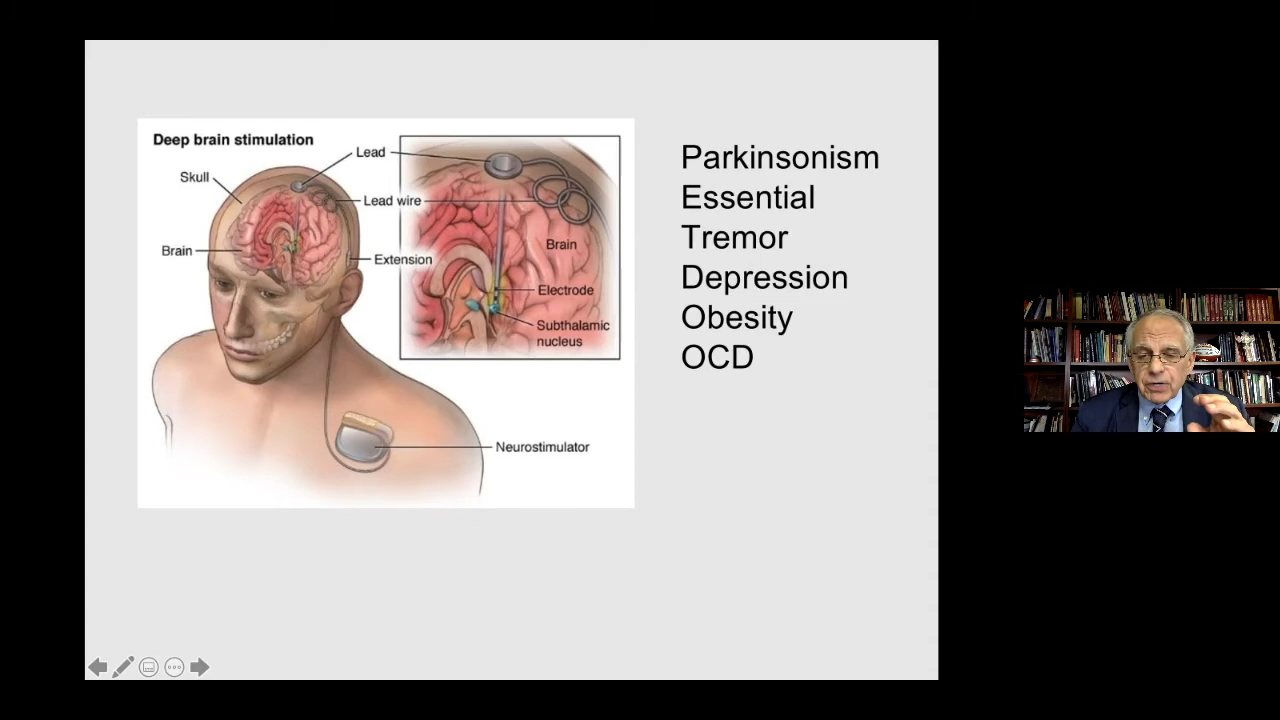 Deep brain stimulation
Lead
Skull
Lead wire
Brain
Extension
Brain
Electrode
Subthalamic
nucleus
Neurostimulator
Parkinsonism
Essential
Tremor
Depression
Obesity
OCD